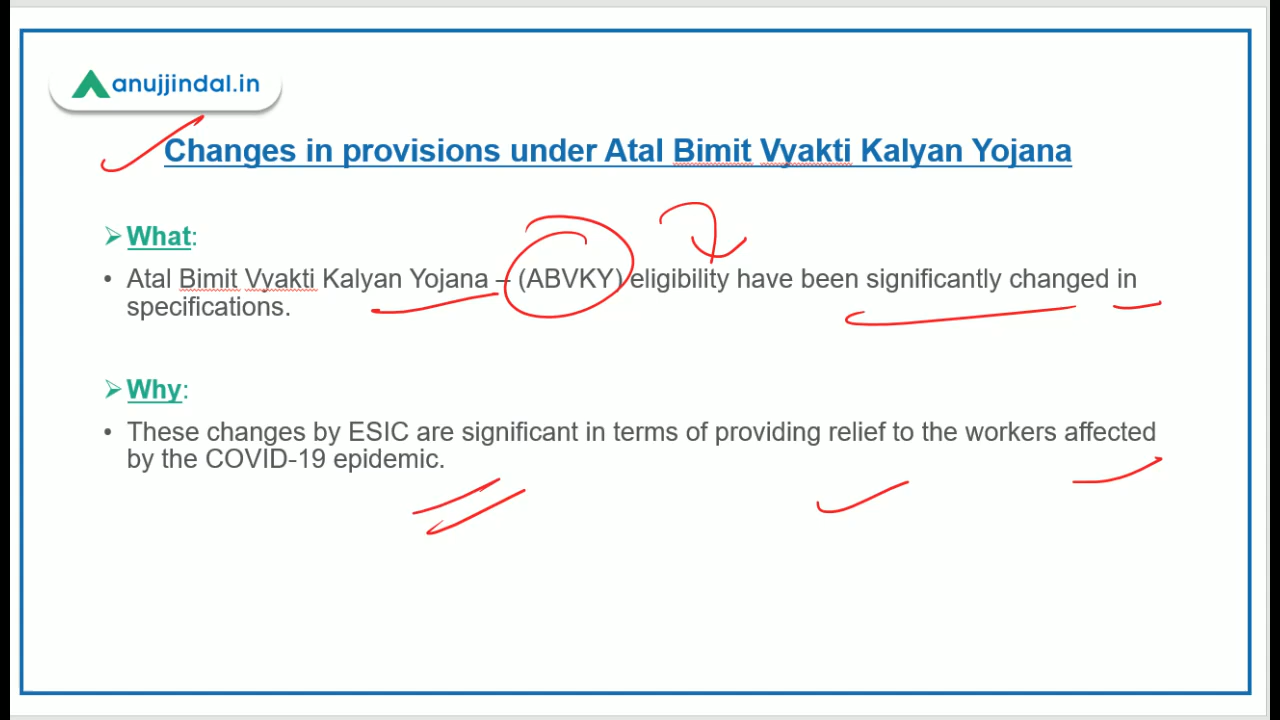 anujjindal.in
Changes in provisions under Atal Bimit Vyakti Kalyan Yojana
➢ What:
• Atal Bimit Vyakti Kalyan Yojana – (ABVKY) eligibility have been significantly changed in
specifications.
➢ Why:
• These changes by ESIC are significant in terms of providing relief to the workers affected
by the COVID-19 epidemic.